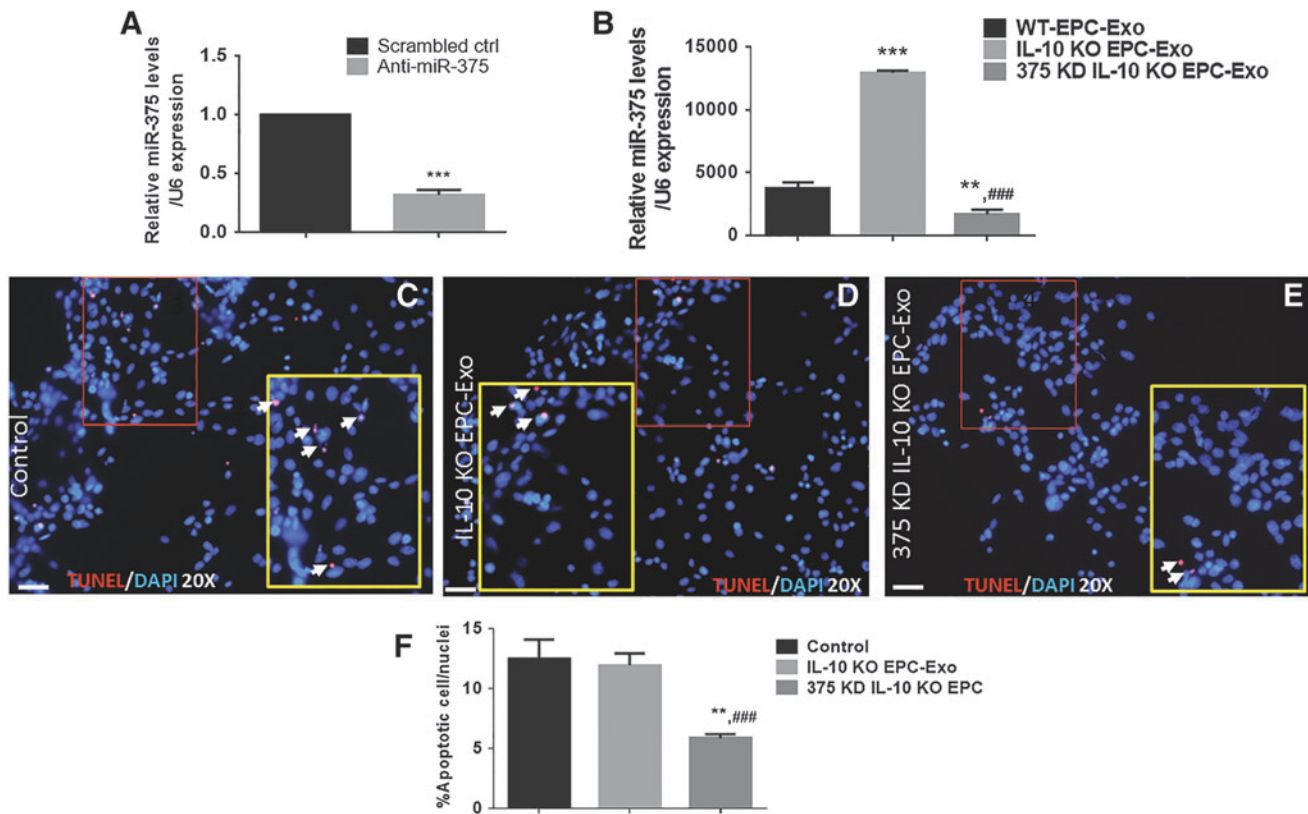 A
Scrambled ctrl
Anti-miR-375
Relative miR-375 levels
/U6 expression
1.5
1.0
0.5
0.0
***
B
WT-EPC-Exo
IL-10 KO EPC-Exo
375 KD IL-10 KO EPC-Exo
Relative miR-375 levels
/U6 expression
15000
10000
5000
0
***
**,###
C
Control
TUNEL/DAPI 20X
D
IL-10 KO EPC-Exo
TUNEL/DAPI 20X
E
375 KD IL-10 KO EPC-Exo
TUNEL/DAPI 20X
F
%Apoptotic cell/nuclei
15
10
5
0
**,###
Control
IL-10 KO EPC-Exo
375 KD IL-10 KO EPC